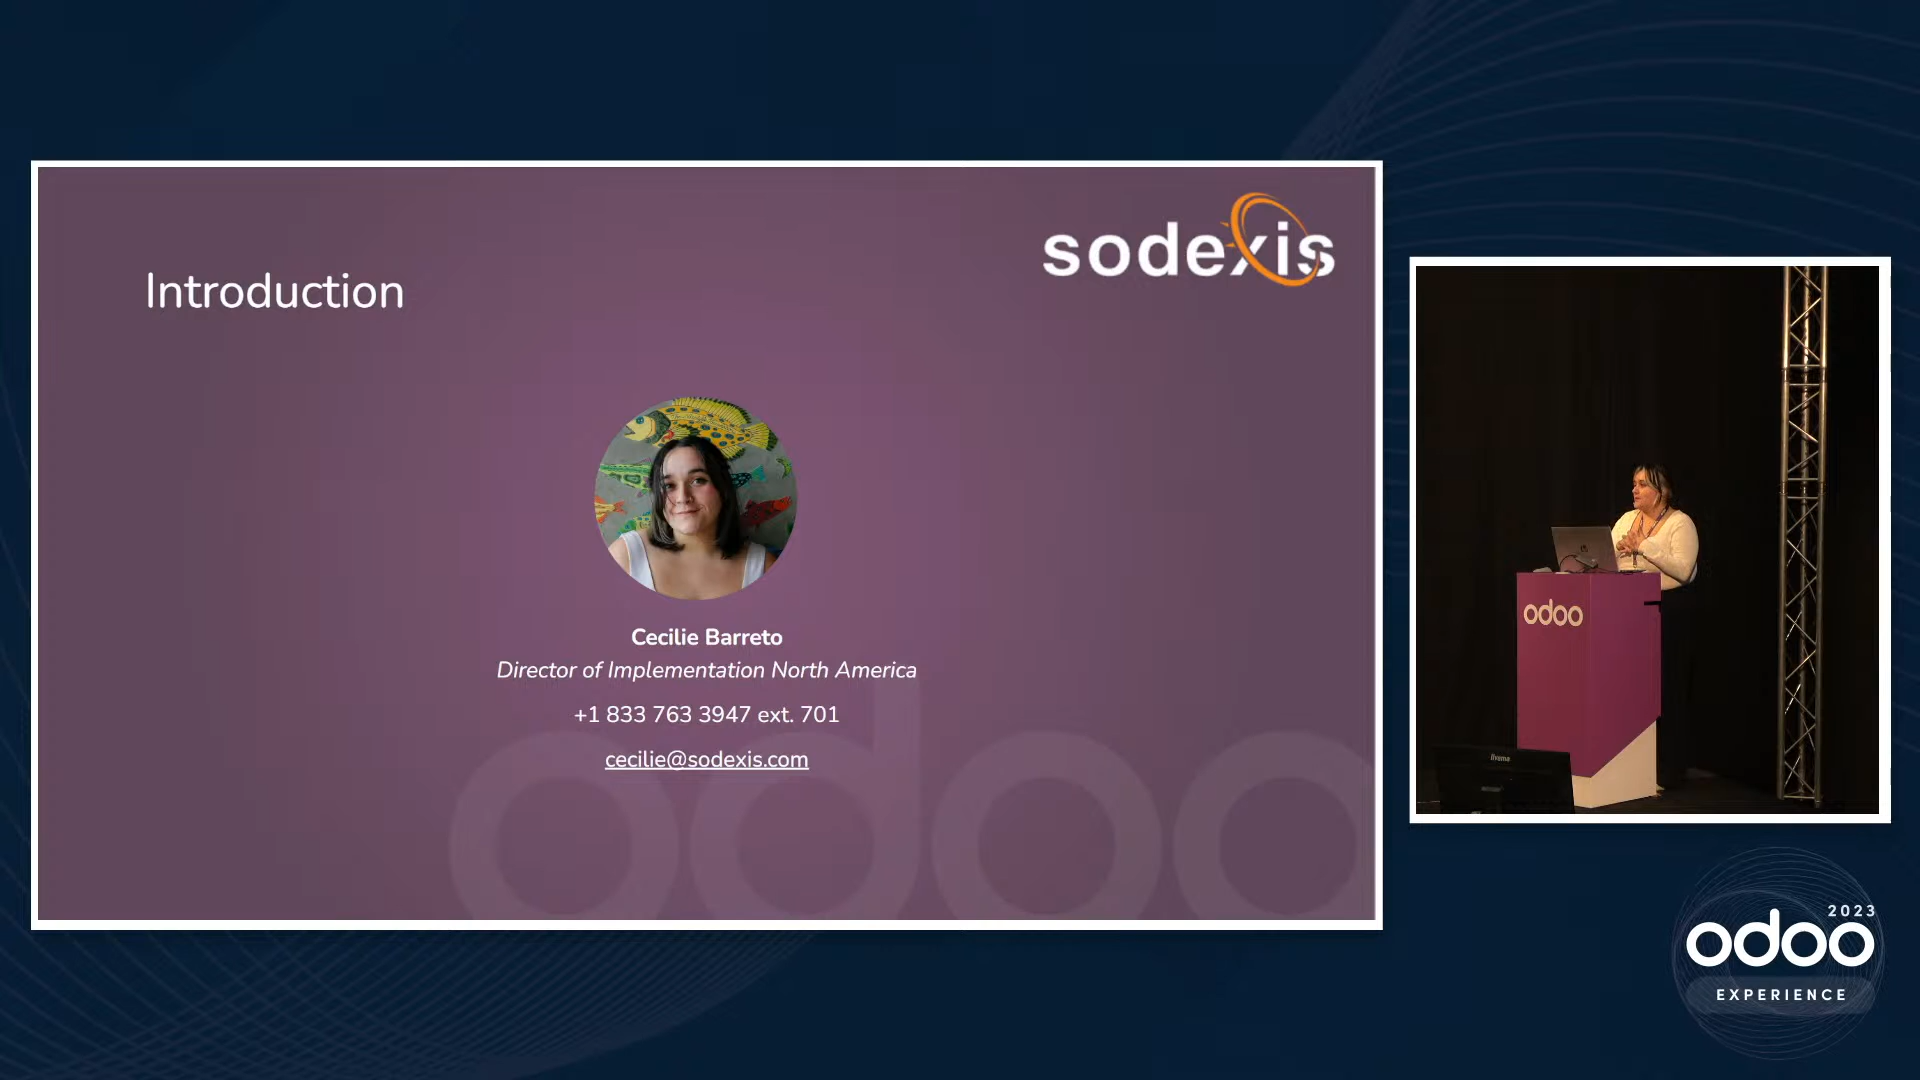 sodexis
Introduction
Cecilie Barreto
Director of Implementation North America
+1 833 763 3947 ext. 701
cecilie@sodexis.com
odoo
odoo
iiyama
2023
odoo
EXPERIENCE